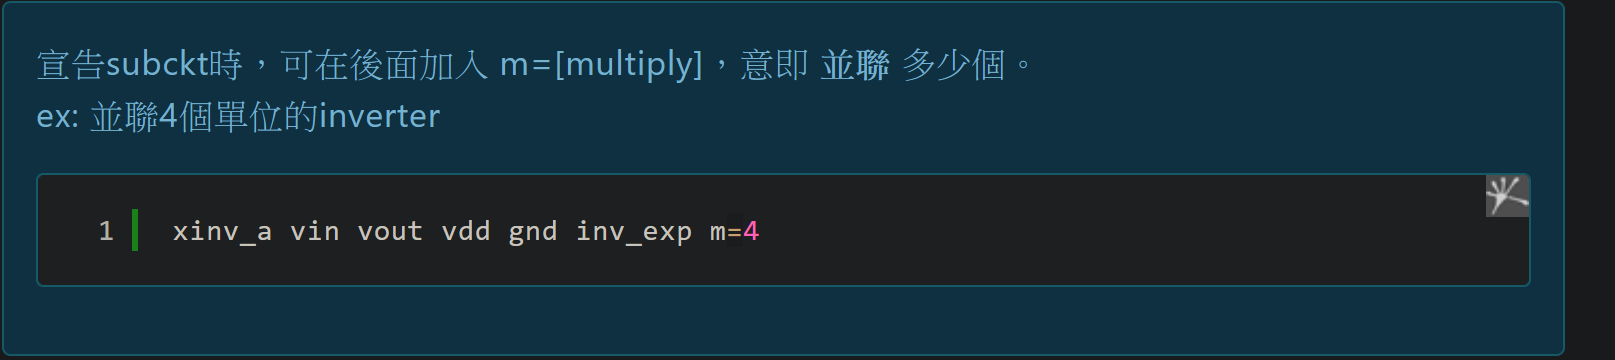 宣告subckt時，可在後面加入 m=[multiply]，意即 並聯 多少個。
ex: 並聯4個單位的inverter
1 xinv_a vin vout vdd gnd inv_exp m=4